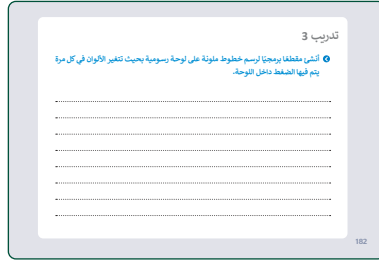 تدريب 3
أنشئ مقطعًا برمجيًا لرسم خطوط ملونة على لوحة رسومية بحيث تتغير الألوان في كل مرة
يتم فيها الضغط داخل اللوحة.
182